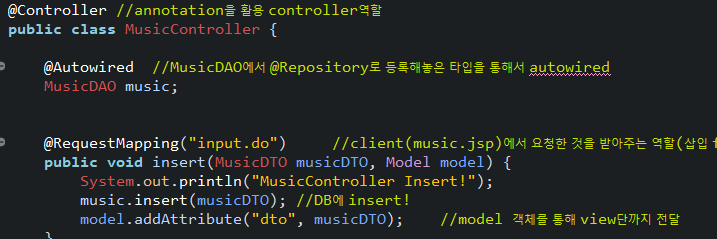 @Controller //annotation을 활용 controller역할
public class MusicController {
@Autowired //MusicDAO에서 @Repository로 등록해놓은 타입을 통해서 autowired
MusicDAO music;
@RequestMapping("input.do") //client(music.jsp)에서 요청한 것을 받아주는 역할(삽입
public void insert(MusicDTO musicDTO, Model model) {
System.out.println("MusicController Insert!");
music.insert(musicDTO); //DB에 insert!
model.addAttribute("dto", musicDTO); //model 객체를 통해 view단까지 전달
}